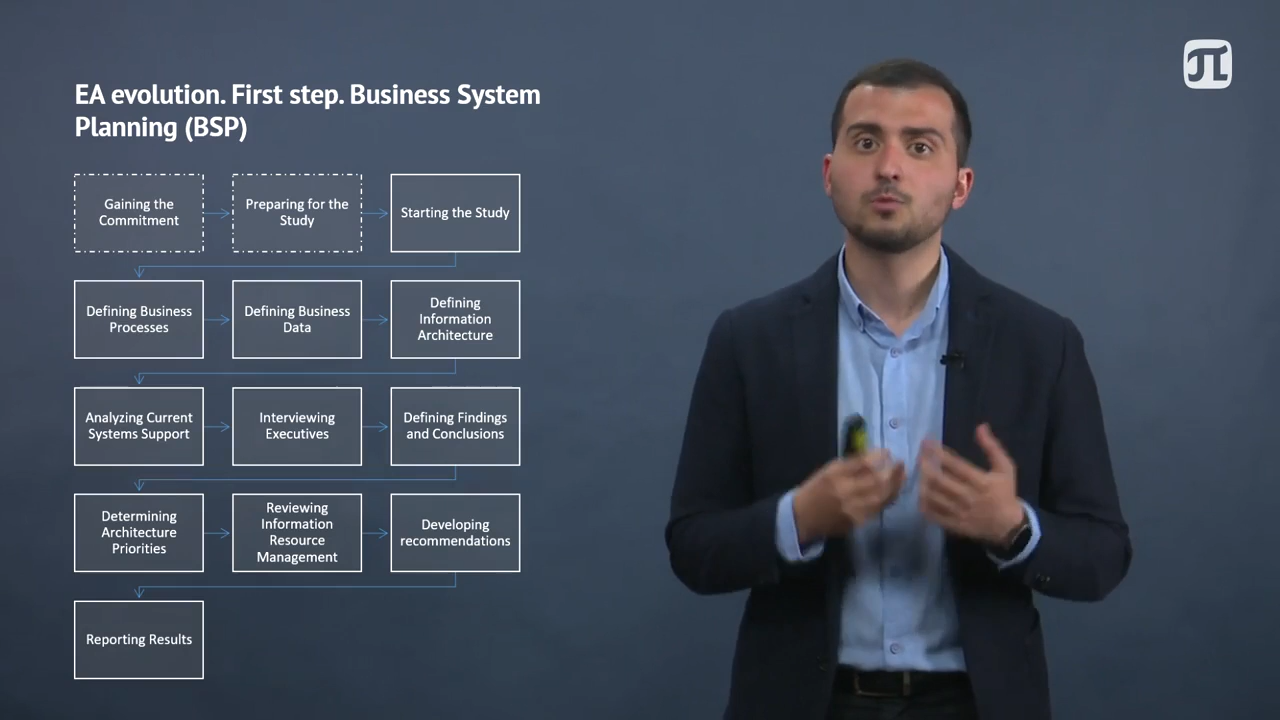 EA evolution. First step. Business System
Planning (BSP)
Gaining the
Commitment
Preparing for the
Study
Starting the Study
Defining Business
Processes
Defining Business
Data
Defining
Information
Architecture
Analyzing Current
Systems Support
Interviewing
Executives
Defining Findings
and Conclusions
Determining
Architecture
Priorities
Reviewing
Information
Resource
Management
Developing
recommendations
Reporting Results